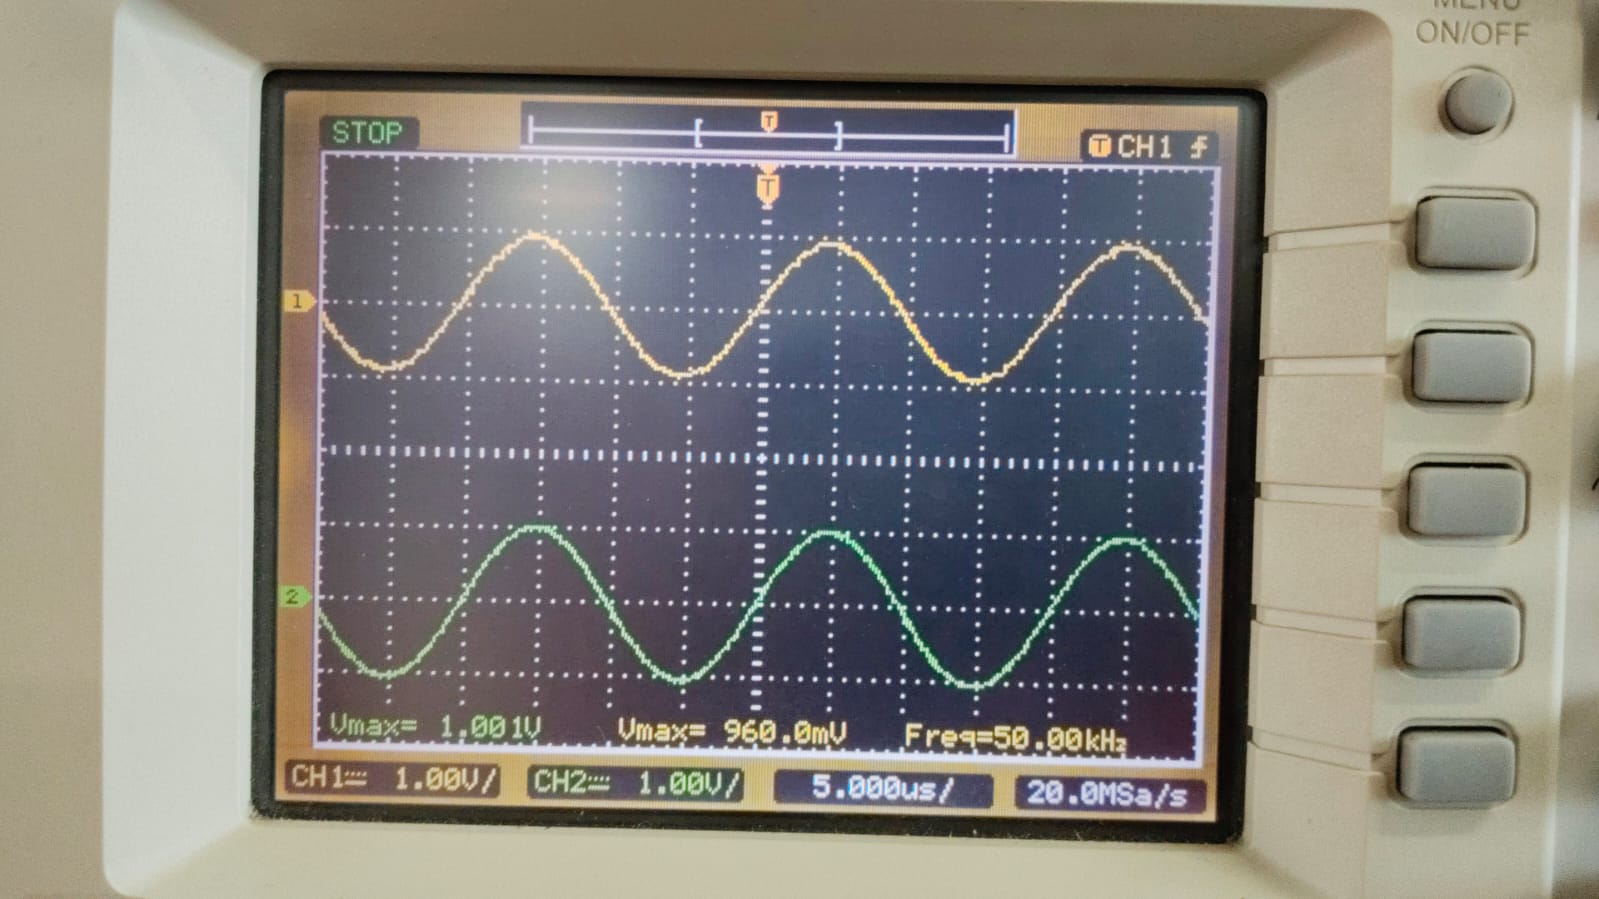 MENU
ON/OFF
STOP
T
T CH1
T
1
2
Vmax= 1.001V Vmax= 960.0mV Freq=50.00kHz
CH1 1.00V/ CH2 1.00V/ 5.000us/ 20.0MSa/s